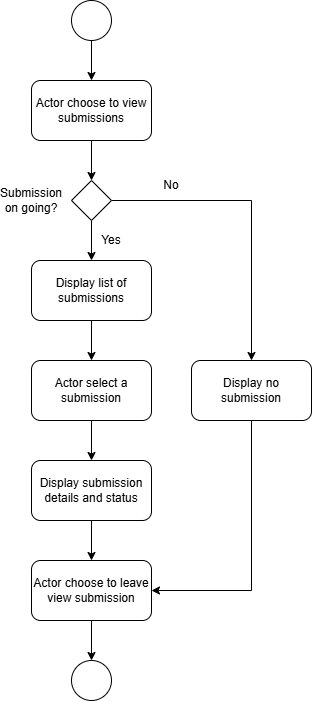 Actor choose to view
submissions
Submission
on going?
No
Yes
Display list of
submissions
Actor select a
submission
Display no
submission
Display submission
details and status
Actor choose to leave
view submission